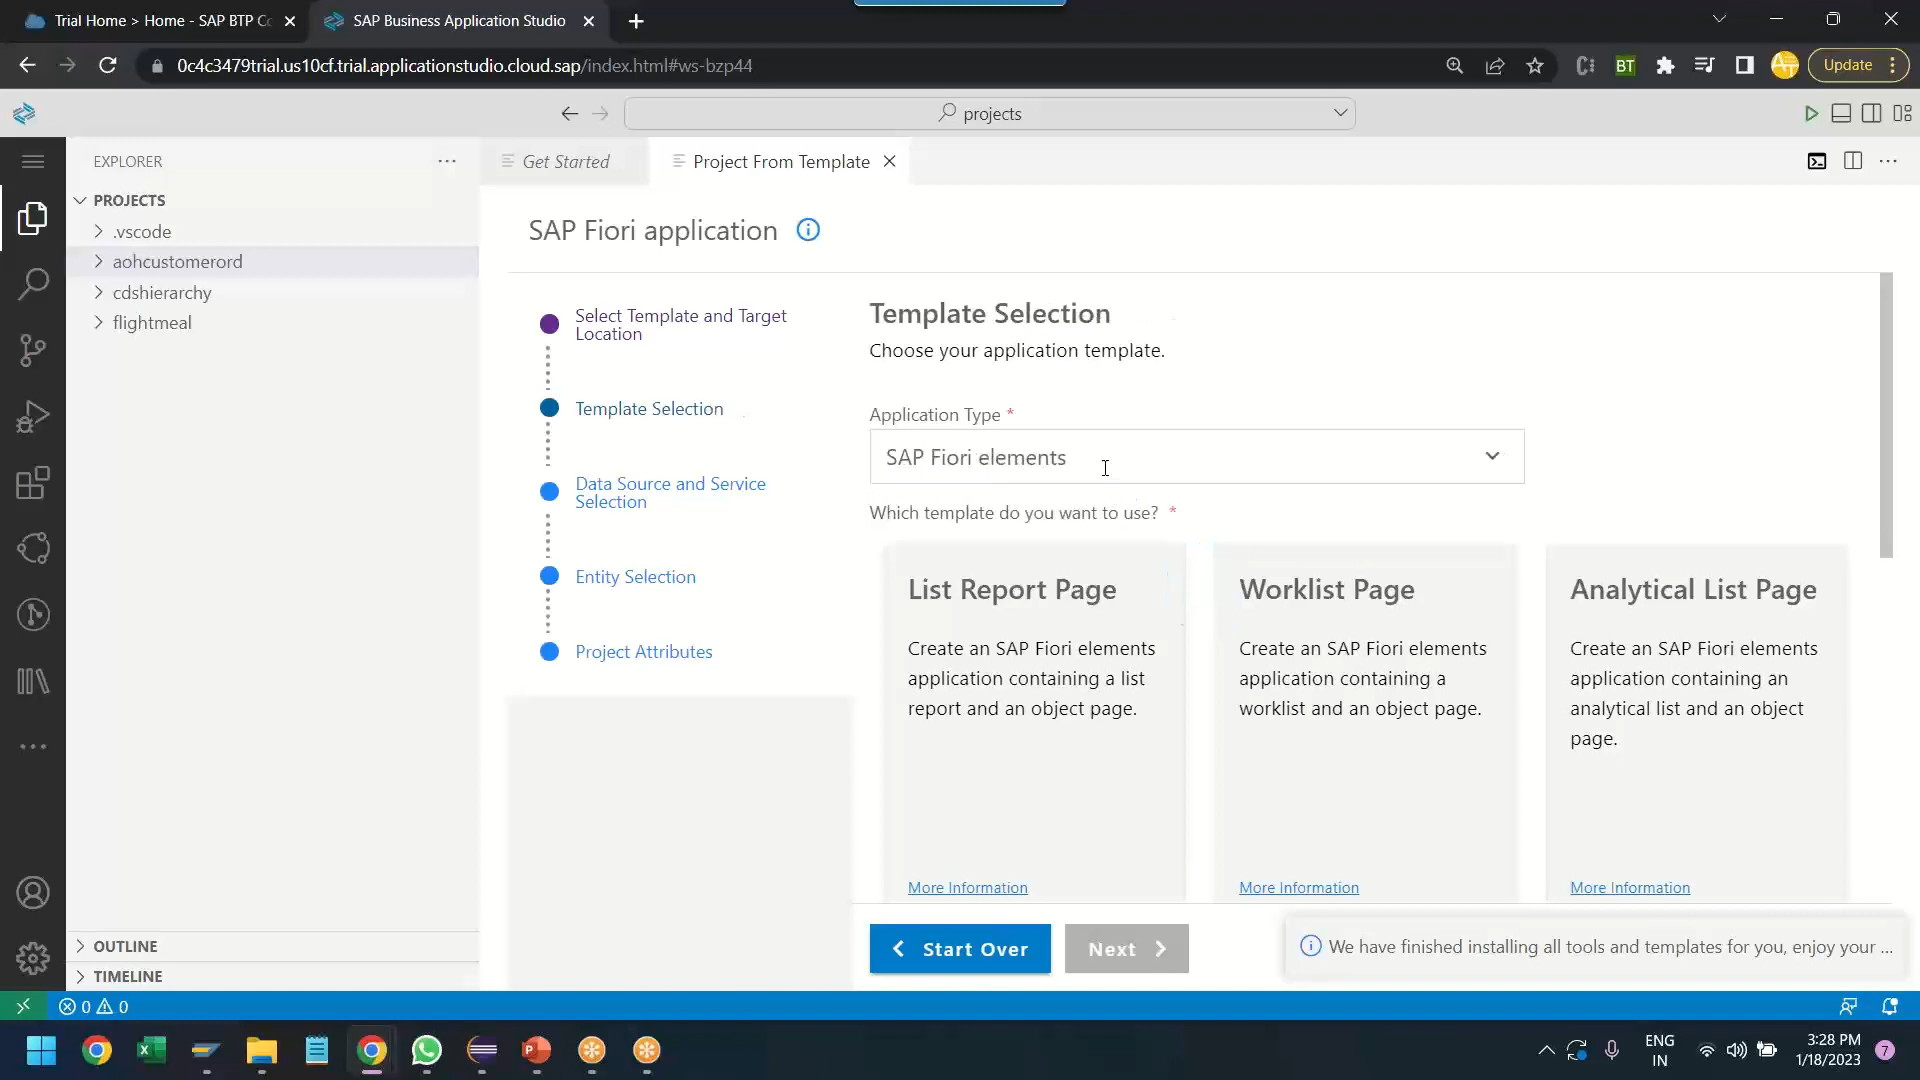 Trial Home > Home - SAP BTP Co
SAP Business Application Studio
0c4c3479trial.us10cf.trial.applicationstudio.cloud.sap/index.html#ws-bzp44
BT
Update
projects
EXPLORER
Get Started
Project From Template
PROJECTS
.vscode
aohcustomerord
cdshierarchy
flightmeal
SAP Fiori application
Select Template and Target
Location
Template Selection
Data Source and Service
Selection
Entity Selection
Project Attributes
Template Selection
Choose your application template.
Application Type *
SAP Fiori elements
Which template do you want to use? *
List Report Page
Create an SAP Fiori elements
application containing a list
report and an object page.
More Information
Worklist Page
Create an SAP Fiori elements
application containing a
worklist and an object page.
More Information
Analytical List Page
Create an SAP Fiori elements
application containing an
analytical list and an object
page.
More Information
Start Over
Next
We have finished installing all tools and templates for you, enjoy your ...
OUTLINE
TIMELINE
0 0
ENG
IN
3:28 PM
1/18/2023
7